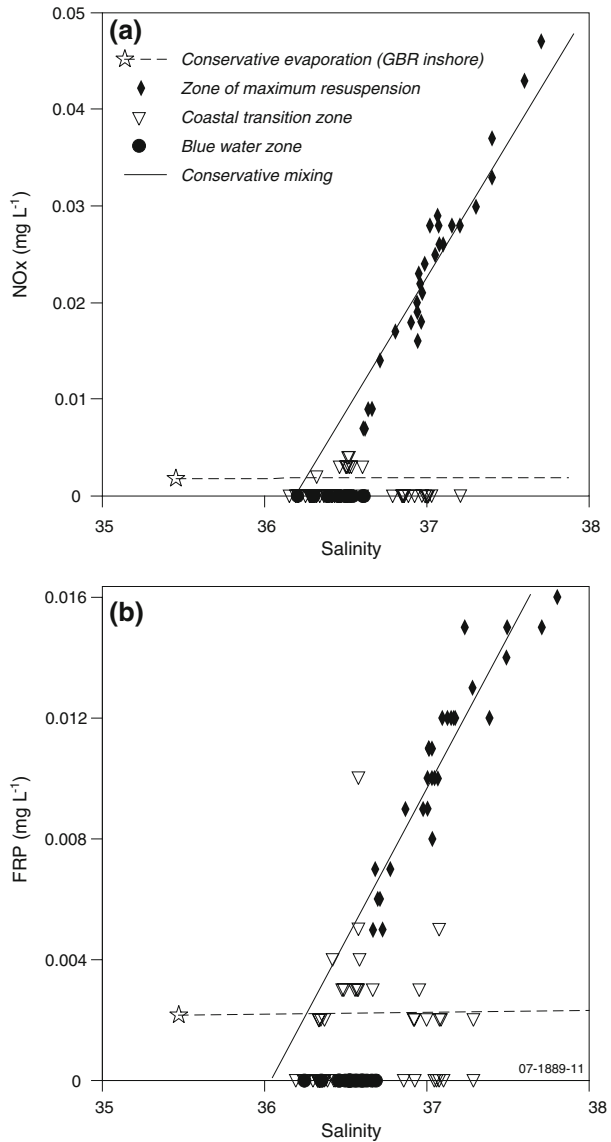 (a)
Conservative evaporation (GBR inshore)
Zone of maximum resuspension
Coastal transition zone
Blue water zone
Conservative mixing
NOx (mg L-1)
0.05
0.04
0.03
0.02
0.01
0
35
36
37
38
Salinity
(b)
FRP (mg L-1)
0.016
0.012
0.008
0.004
0
07-1889-11
35
36
37
38
Salinity